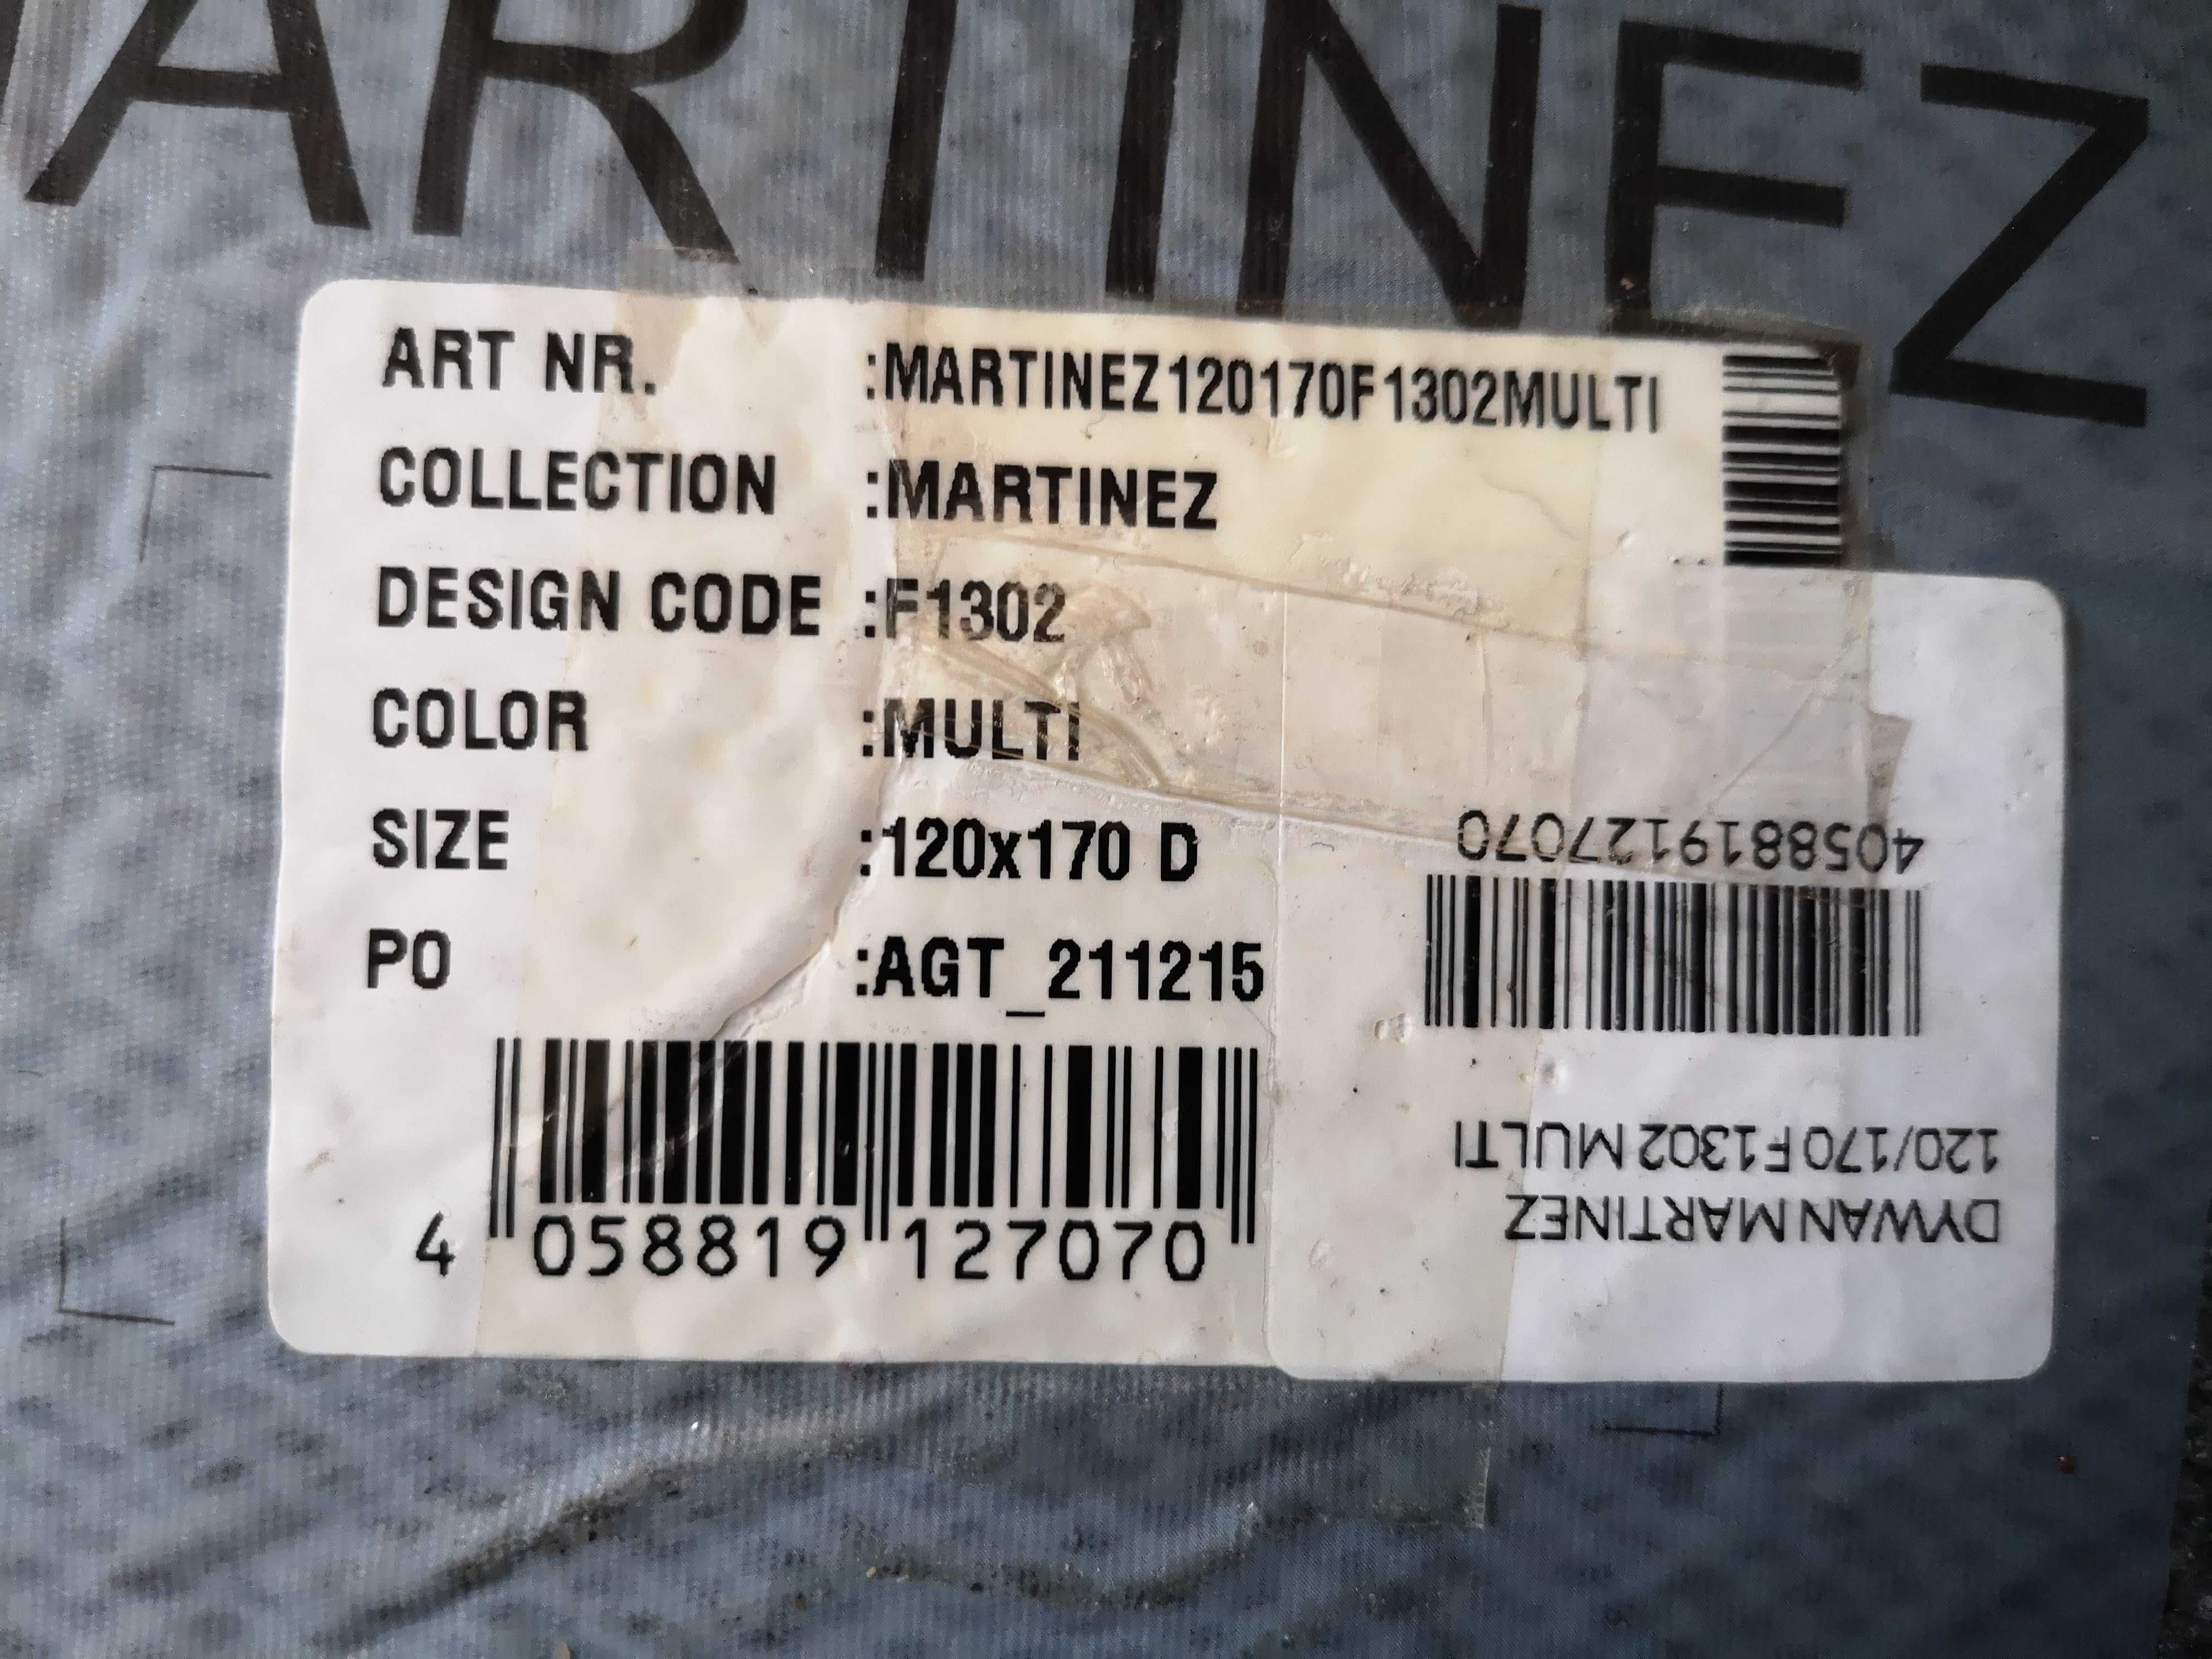 MARTINEZ
ART NR. :MARTINEZ120170F1302MULTI
COLLECTION :MARTINEZ
DESIGN CODE :F1302
COLOR :MULTI
SIZE :120x170 D
PO :AGT_211215
4 058819 127070
DYWAN MARTINEZ
120/170 F1302 MULTI
4058819127070